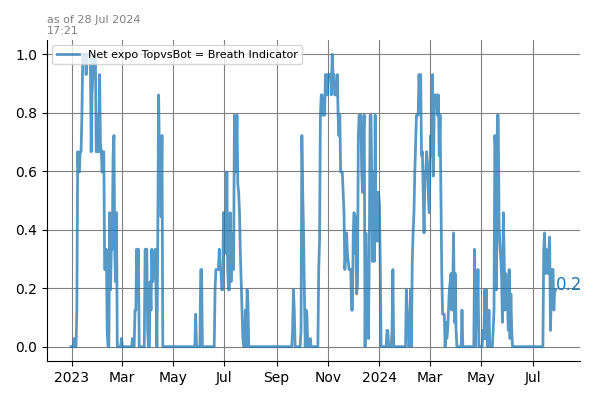 as of 28 Jul 2024
17:21
Net expo TopvsBot = Breath Indicator
1.0
0.8
0.6
0.4
0.2
0.0
0.2
2023 Mar May Jul Sep Nov 2024 Mar May Jul